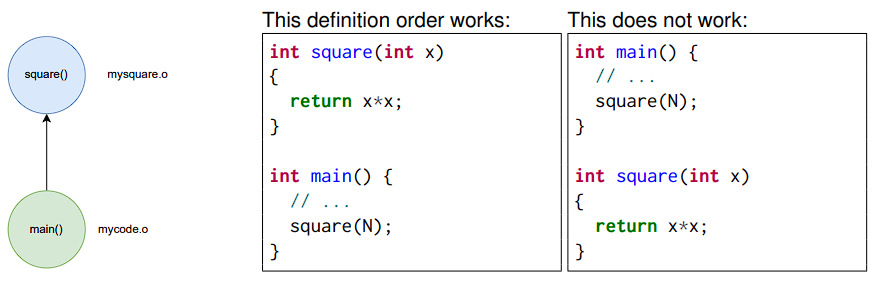 square()
mysquare.o
main()
mycode.o
This definition order works:
int square(int x)
{
  return x*x;
}

int main() {
  // ...
  square(N);
}
This does not work:
int main() {
  // ...
  square(N);
}

int square(int x)
{
  return x*x;
}